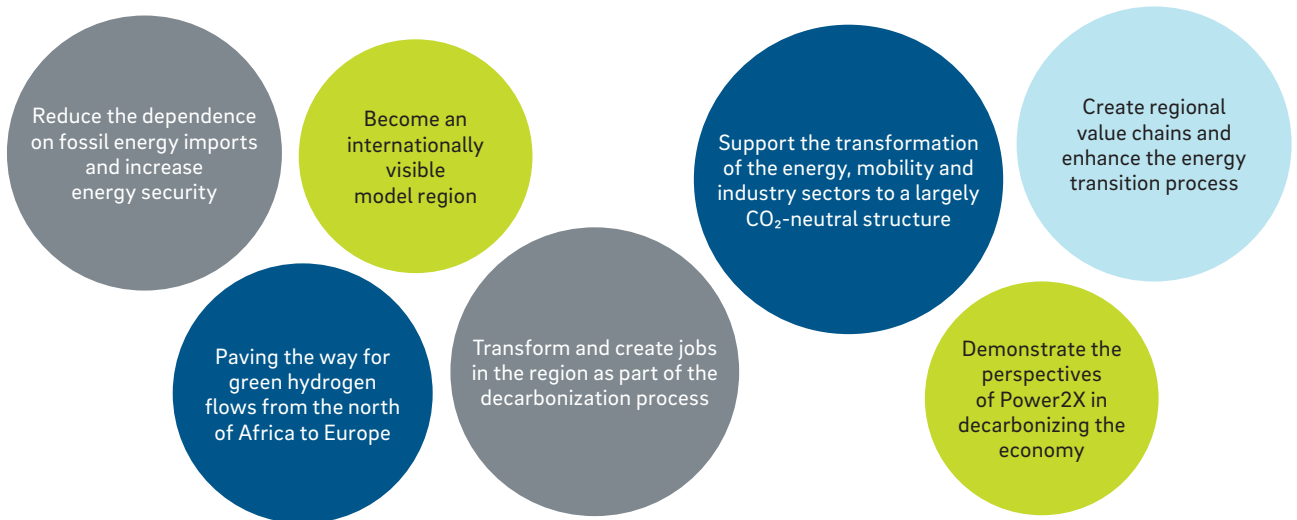 Reduce the dependence
on fossil energy imports
and increase
energy security
Become an
internationally
visible
model region
Support the transformation
of the energy, mobility and
industry sectors to a largely
CO₂-neutral structure
Create regional
value chains and
enhance the energy
transition process
Paving the way for
green hydrogen
flows from the north
of Africa to Europe
Transform and create jobs
in the region as part of the
decarbonization process
Demonstrate the
perspectives
of Power2X in
decarbonizing the
economy